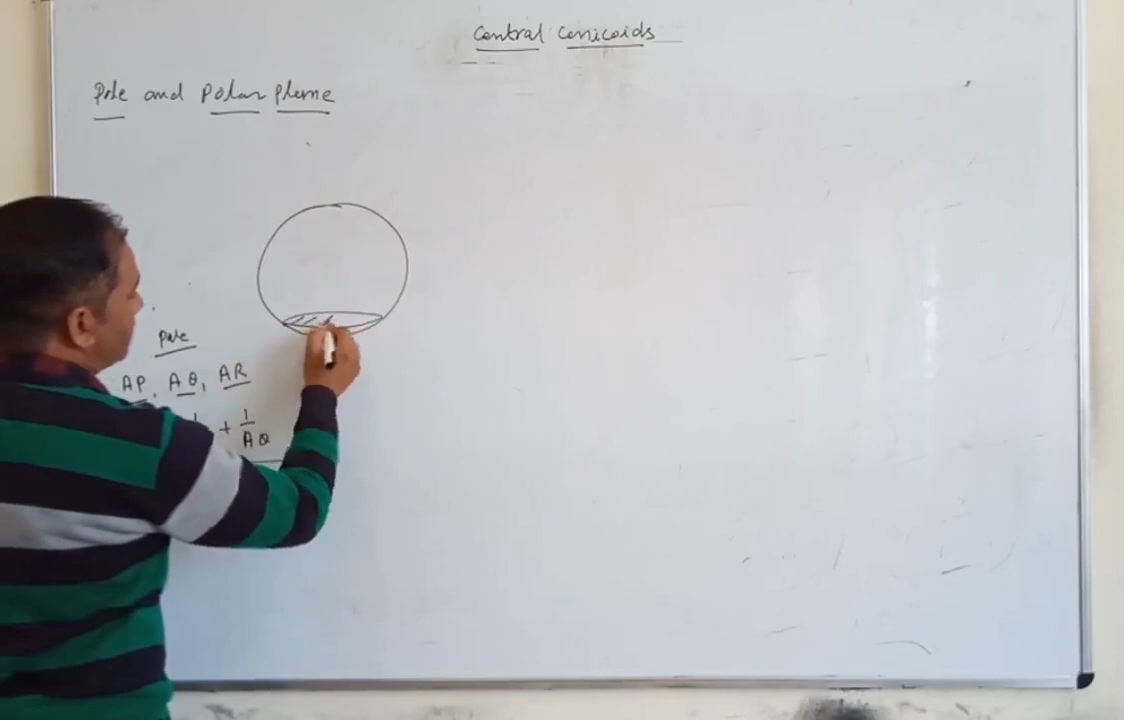 Central Conicoids
Pole and Polar plane
Pole
AP, AQ, AR
+ 1/AQ